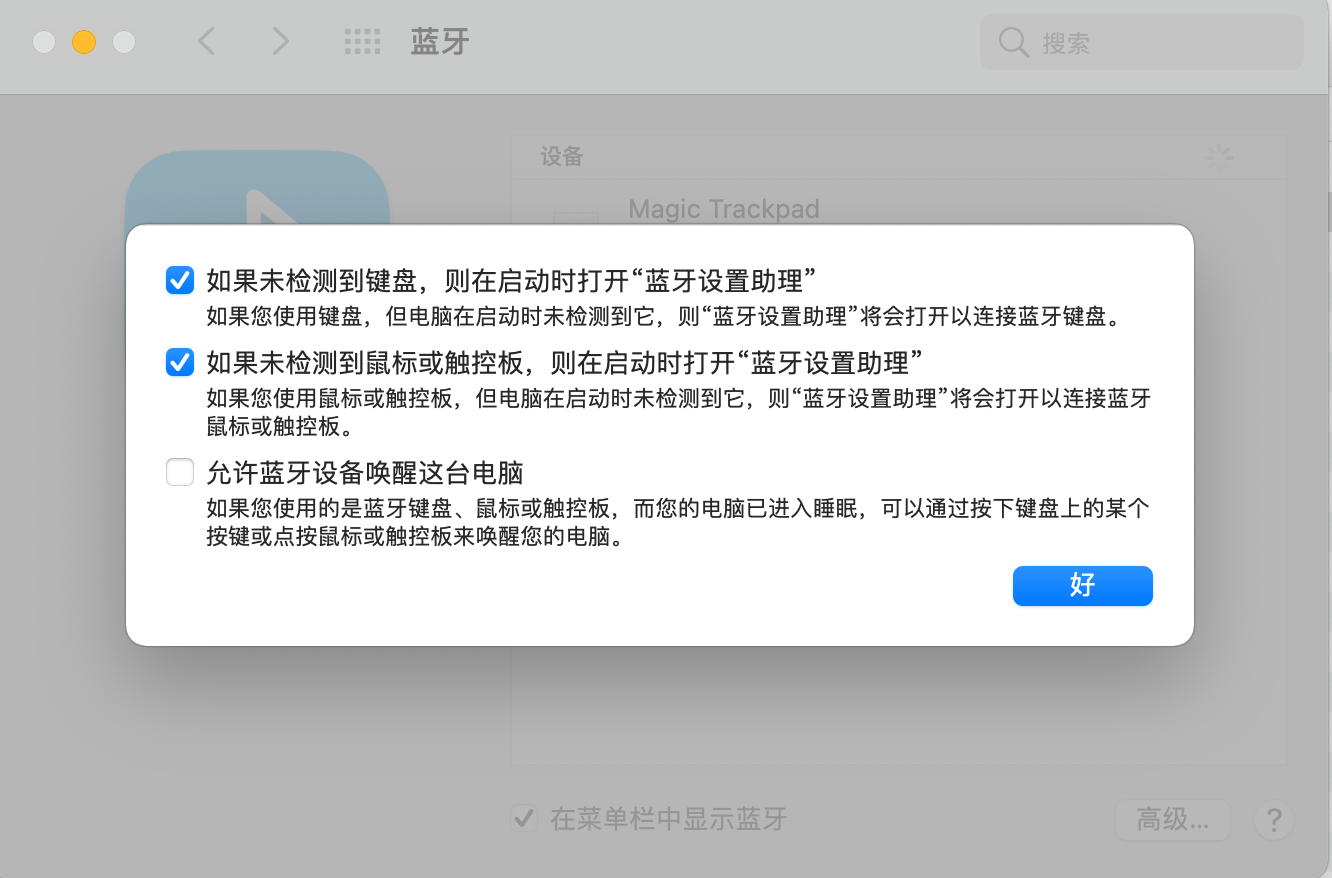 蓝牙
搜索
设备
Magic Trackpad
如果未检测到键盘，则在启动时打开“蓝牙设置助理”
如果您使用键盘，但电脑在启动时未检测到它，则“蓝牙设置助理”将会打开以连接蓝牙键盘。
如果未检测到鼠标或触控板，则在启动时打开“蓝牙设置助理”
如果您使用鼠标或触控板，但电脑在启动时未检测到它，则“蓝牙设置助理”将会打开以连接蓝牙
鼠标或触控板。
允许蓝牙设备唤醒这台电脑
如果您使用的是蓝牙键盘、鼠标或触控板，而您的电脑已进入睡眠，可以通过按下键盘上的某个
按键或点按鼠标或触控板来唤醒您的电脑。
好
在菜单栏中显示蓝牙
高级...
?